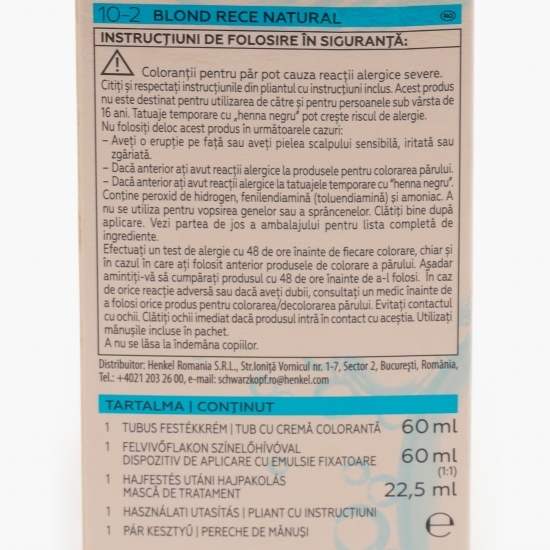 10-2 BLOND RECE NATURAL RO
INSTRUCȚIUNI DE FOLOSIRE ÎN SIGURANȚĂ:
Coloranții pentru păr pot cauza reacții alergice severe.
Citiți și respectați instrucțiunile din pliantul cu instrucțiuni inclus. Acest produs
nu este destinat pentru utilizarea de către și pentru persoanele sub vârsta de
16 ani. Tatuaje temporare cu „henna negru” pot crește riscul de alergie.
Nu folosiți deloc acest produs în următoarele cazuri:
– Aveți o erupție pe față sau aveți pielea scalpului sensibilă, iritată sau
zgâriată.
– Dacă anterior ați avut reacții alergice la produsele pentru colorarea părului.
– Dacă anterior ați avut reacții alergice la tatuajele temporare cu "henna negru".
Conține peroxid de hidrogen, fenilendiamină (toluendiamină) și amoniac. A
nu se utiliza pentru vopsirea genelor sau a sprâncenelor. Clătiți bine după
aplicare. Vezi partea de jos a ambalajului pentru lista completă de
ingrediente.
Efectuați un test de alergie cu 48 de ore înainte de fiecare colorare, chiar și
în cazul în care ați folosit anterior produsele de colorare a părului. Așadar
amintiți-vă să cumpărați produsul cu 48 de ore înainte de a-l folosi. În caz
de orice reacție adversă sau dacă aveți dubii, consultați un medic înainte de
a folosi orice produs pentru colorarea/decolorarea părului. Evitați contactul
cu ochii. Clătiți ochii imediat dacă produsul intră în contact cu aceștia. Utilizați
mănușile incluse în pachet.
A nu se lăsa la îndemâna copiilor.
Distribuitor: Henkel Romania S.R.L., Str.Ioniță Vornicul nr. 1-7, Sector 2, București, România,
Tel.: +4021 203 26 00, e-mail: schwarzkopf.ro@henkel.com
TARTALMA | CONȚINUT
1 TUBUS FESTÉKKRÉM | TUB CU CREMĂ COLORANTĂ 60 ml
1 FELVIVŐFLAKON SZÍNELŐHÍVÓVAL
DISPOZITIV DE APLICARE CU EMULSIE FIXATOARE 60 ml
(1:1)
1 HAJFESTÉS UTÁNI HAJPAKOLÁS
MASCĂ DE TRATAMENT 22,5 ml
1 HASZNÁLATI UTASÍTÁS | PLIANT CU INSTRUCȚIUNI
1 PÁR KESZTYŰ | PERECHE DE MĂNUȘI ℮